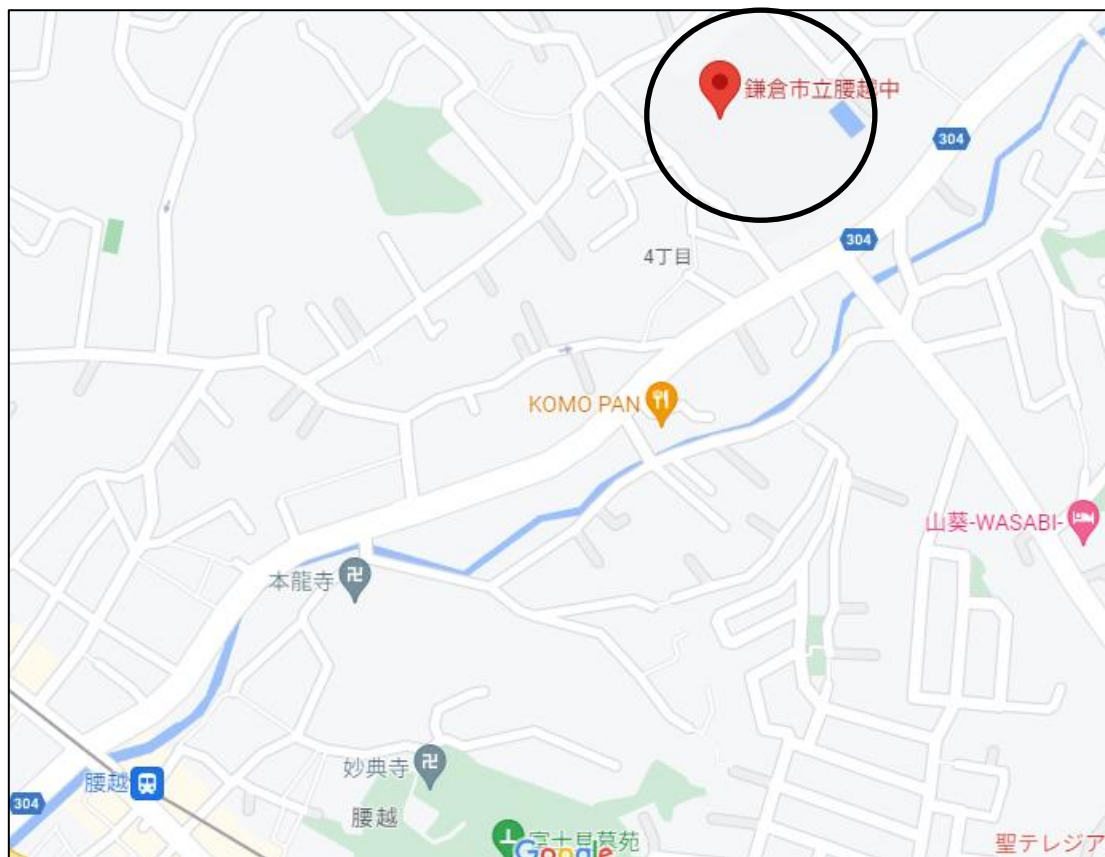 鎌倉市立腰越中
304
304
4丁目
KOMO PAN
山葵-WASABI-
本龍寺
妙典寺
腰越
304
腰越
富士見墓苑
Google
聖テレジア